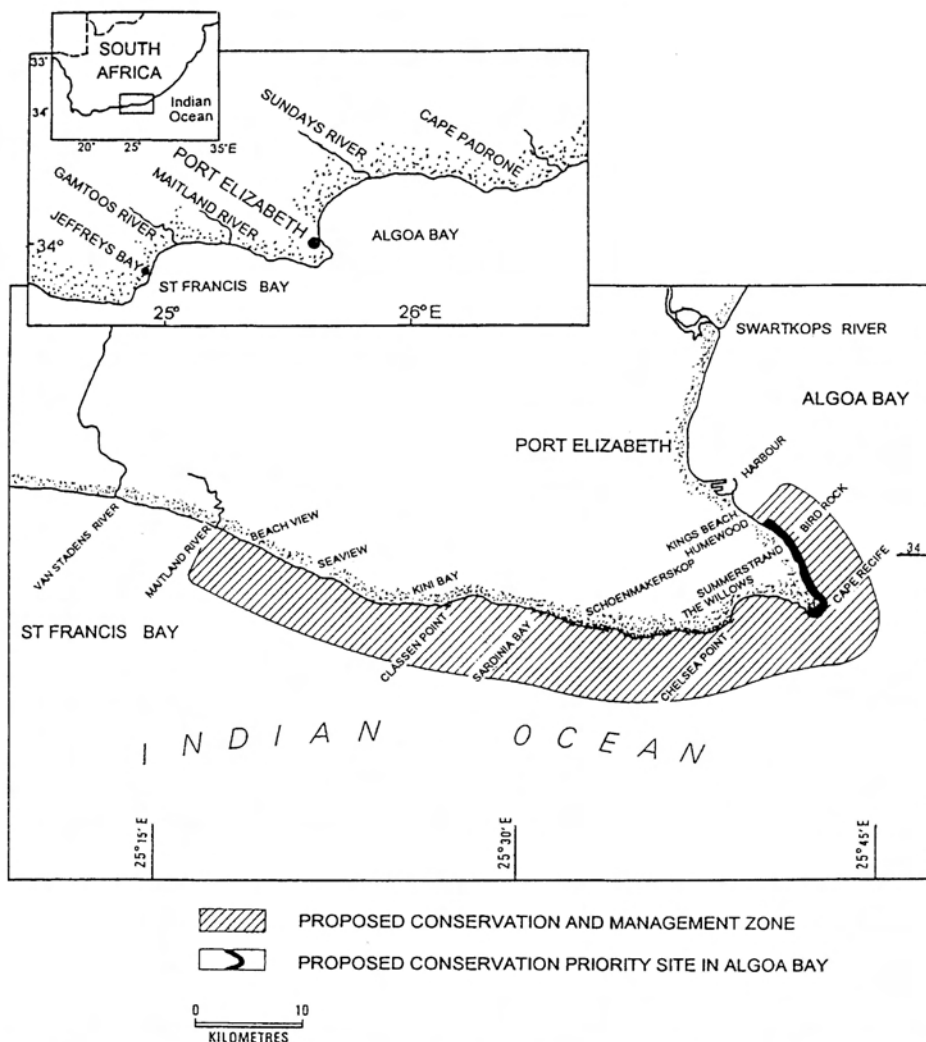 SOUTH
AFRICA
Indian
Ocean
33°
34°
20°
25°
35°E
SUNDAYS RIVER
CAPE PADRONE
PORT ELIZABETH
MAITLAND RIVER
GAMTOOS RIVER
JEFFREYS BAY
ALGOA BAY
34°
ST FRANCIS BAY
25°
26°E
SWARTKOPS RIVER
ALGOA BAY
PORT ELIZABETH
HARBOUR
KINGS BEACH
HUMEWOOD
BIRD ROCK
34
CAPE RECIFE
SUMMERSTRAND
THE WILLOWS
SCHOENMAKERSKOP
CHELSEA POINT
BEACH VIEW
SEAVIEW
KINI BAY
VAN STADENS RIVER
MAITLAND RIVER
CLASSEN POINT
SARDINIA BAY
ST FRANCIS BAY
INDIAN OCEAN
25°15' E
25°30' E
25°45' E
PROPOSED CONSERVATION AND MANAGEMENT ZONE
PROPOSED CONSERVATION PRIORITY SITE IN ALGOA BAY
0 10
KILOMETRES